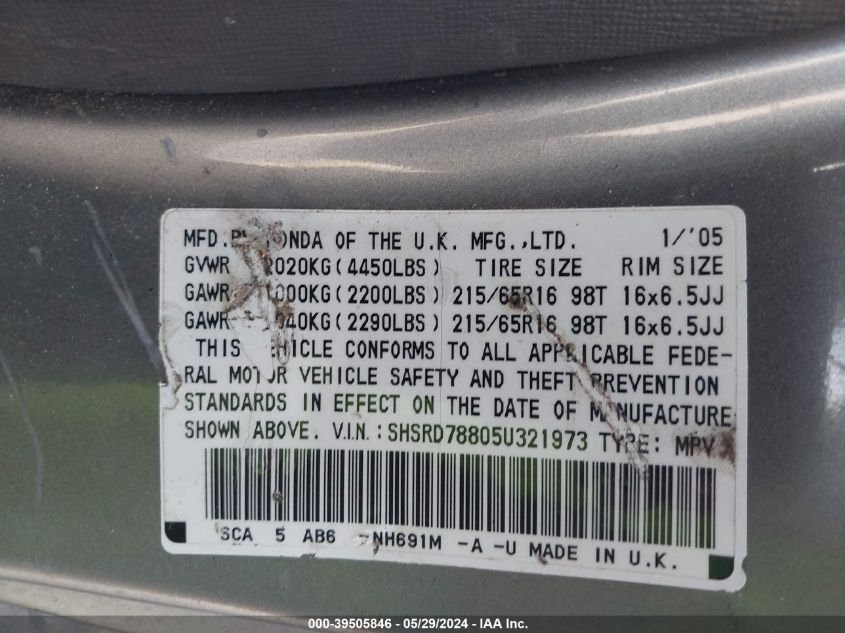 MFD. BY HONDA OF THE U.K. MFG.,LTD. 1/'05
GVWR 2020KG(4450LBS) TIRE SIZE RIM SIZE
GAWR 1000KG(2200LBS) 215/65R16 98T 16x6.5JJ
GAWR 1040KG(2290LBS) 215/65R16 98T 16x6.5JJ
THIS VEHICLE CONFORMS TO ALL APPLICABLE FEDE-
RAL MOTOR VEHICLE SAFETY AND THEFT PREVENTION
STANDARDS IN EFFECT ON THE DATE OF MANUFACTURE
SHOWN ABOVE. V.I.N.:SHSRD78805U321973 TYPE: MPV
SCA 5 AB6 -NH691M -A -U MADE IN U.K.
000-39505846 - 05/29/2024 - IAA Inc.